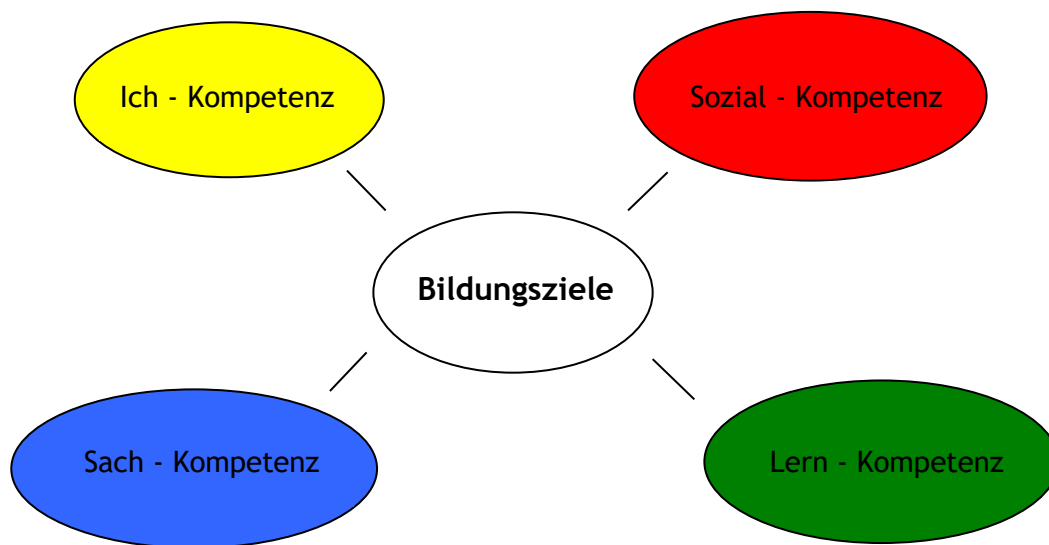 Ich - Kompetenz
Sozial - Kompetenz
Bildungsziele
Sach - Kompetenz
Lern - Kompetenz